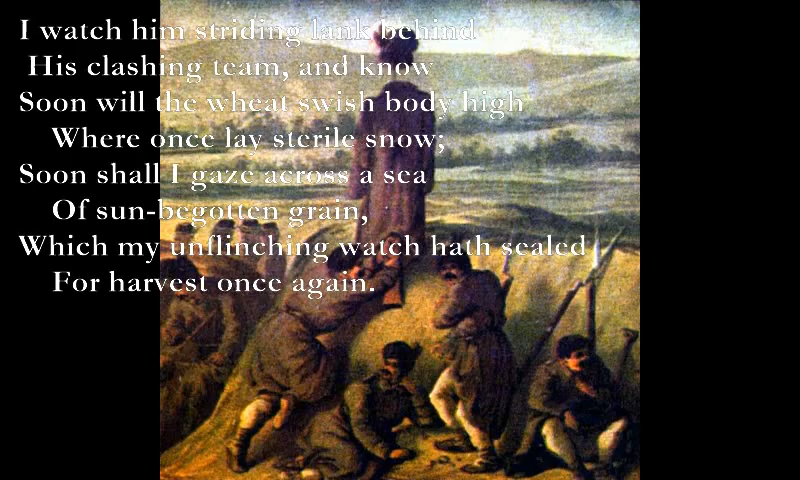 I watch him striding lank behind
His clashing team, and know
Soon will the wheat swish body high
Where once lay sterile snow;
Soon shall I gaze across a sea
Of sun-begotten grain,
Which my unflinching watch hath sealed
For harvest once again.